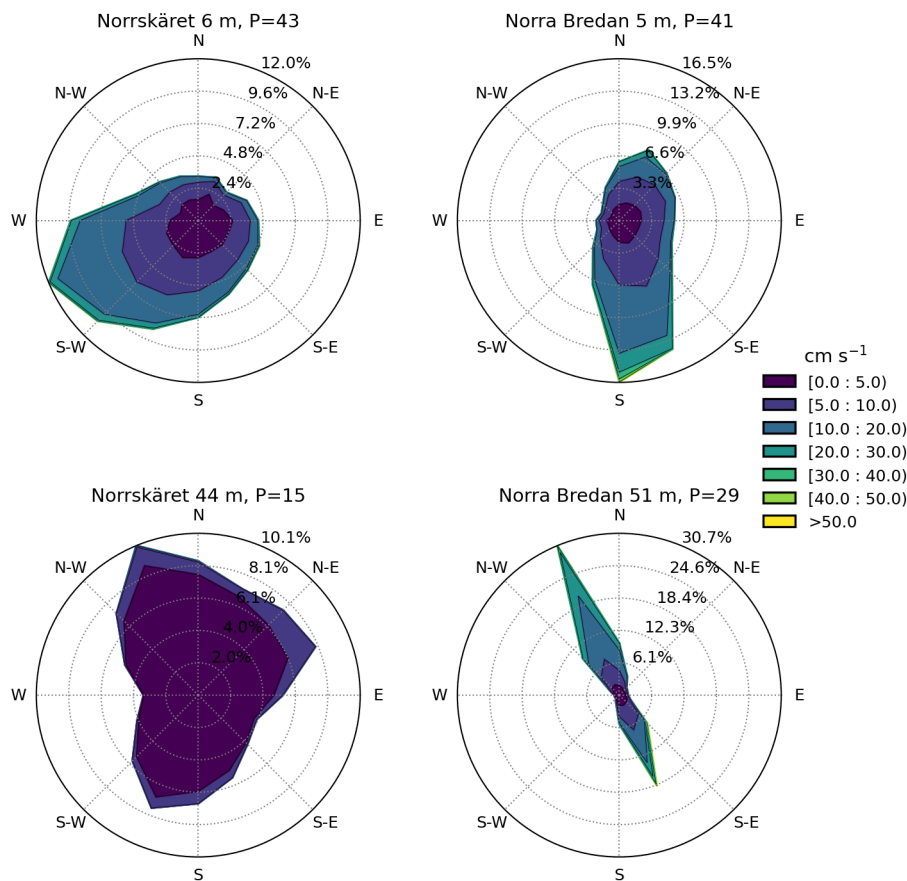 Norrskäret 6 m, P=43
N
12.0%
N-W
9.6%
N-E
7.2%
4.8%
2.4%
W
E
S-W
S-E
S
Norra Bredan 5 m, P=41
N
16.5%
N-W
13.2%
N-E
9.9%
6.6%
3.3%
W
E
S-W
S-E
S
cm s⁻¹
[0.0 : 5.0)
[5.0 : 10.0)
[10.0 : 20.0)
[20.0 : 30.0)
[30.0 : 40.0)
[40.0 : 50.0)
>50.0
Norrskäret 44 m, P=15
N
10.1%
N-W
8.1%
N-E
6.1%
4.0%
2.0%
W
E
S-W
S-E
S
Norra Bredan 51 m, P=29
N
30.7%
N-W
24.6%
N-E
18.4%
12.3%
6.1%
W
E
S-W
S-E
S